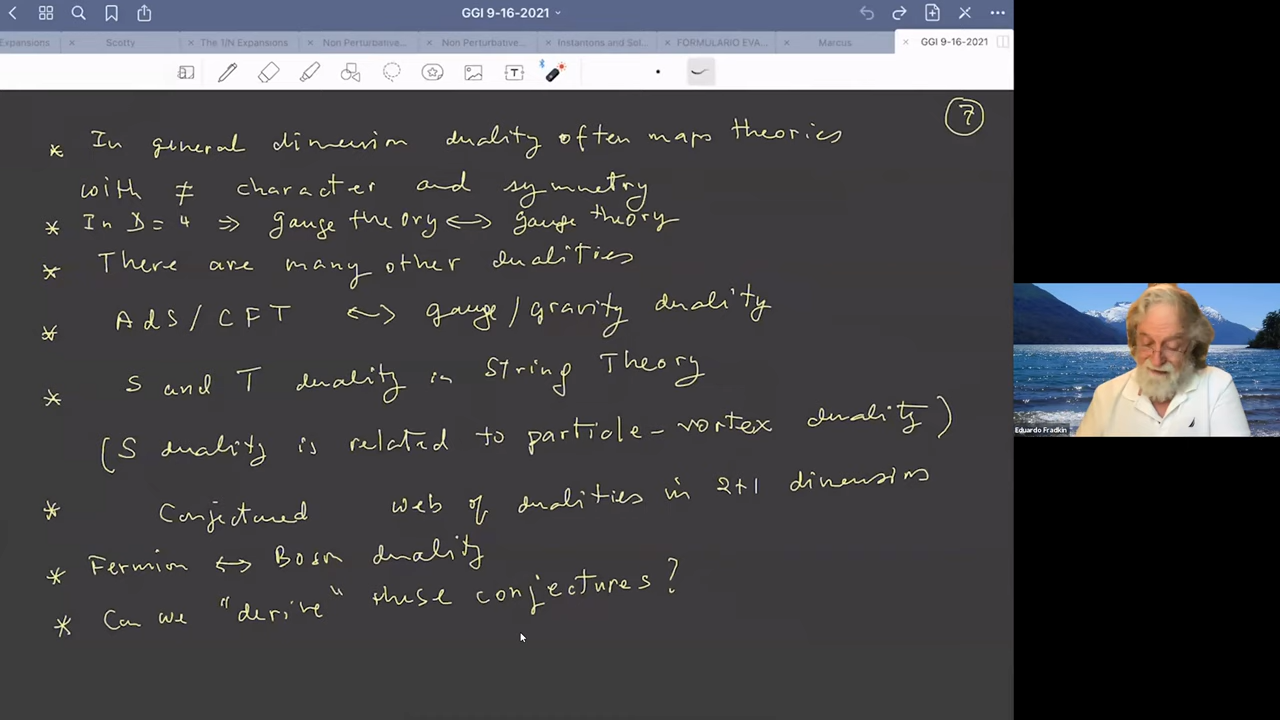 GGI 9-16-2021
Expansions
Scotty
The 1/N Expansions
Non Perturbative...
Non Perturbative...
Instantons and Sol...
FORMULARIO EVA...
Marcus
GGI 9-16-2021
7
* In general dimension duality often maps theories
with ≠ character and symmetry
* In D = 4 ⇒ gauge theory ↔ gauge theory
* There are many other dualities
* AdS/CFT ↔ gauge/gravity duality
* S and T duality in String Theory
(S duality is related to particle-vortex duality)
* Conjectured web of dualities in 2+1 dimensions
* Fermion ↔ Boson duality
* Can we "derive" these conjectures?
Eduardo Fradkin